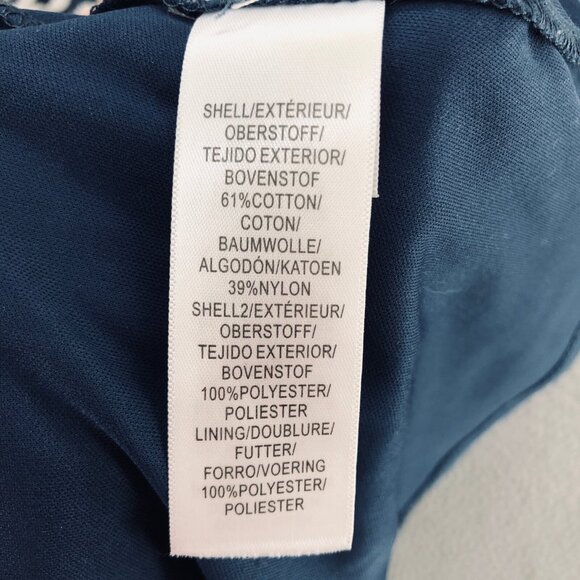 SHELL/EXTÉRIEUR/
OBERSTOFF/
TEJIDO EXTERIOR/
BOVENSTOF
61%COTTON/
COTON/
BAUMWOLLE/
ALGODÓN/KATOEN
39%NYLON
SHELL2/EXTÉRIEUR/
OBERSTOFF/
TEJIDO EXTERIOR/
BOVENSTOF
100%POLYESTER/
POLIESTER
LINING/DOUBLURE/
FUTTER/
FORRO/VOERING
100%POLYESTER/
POLIESTER